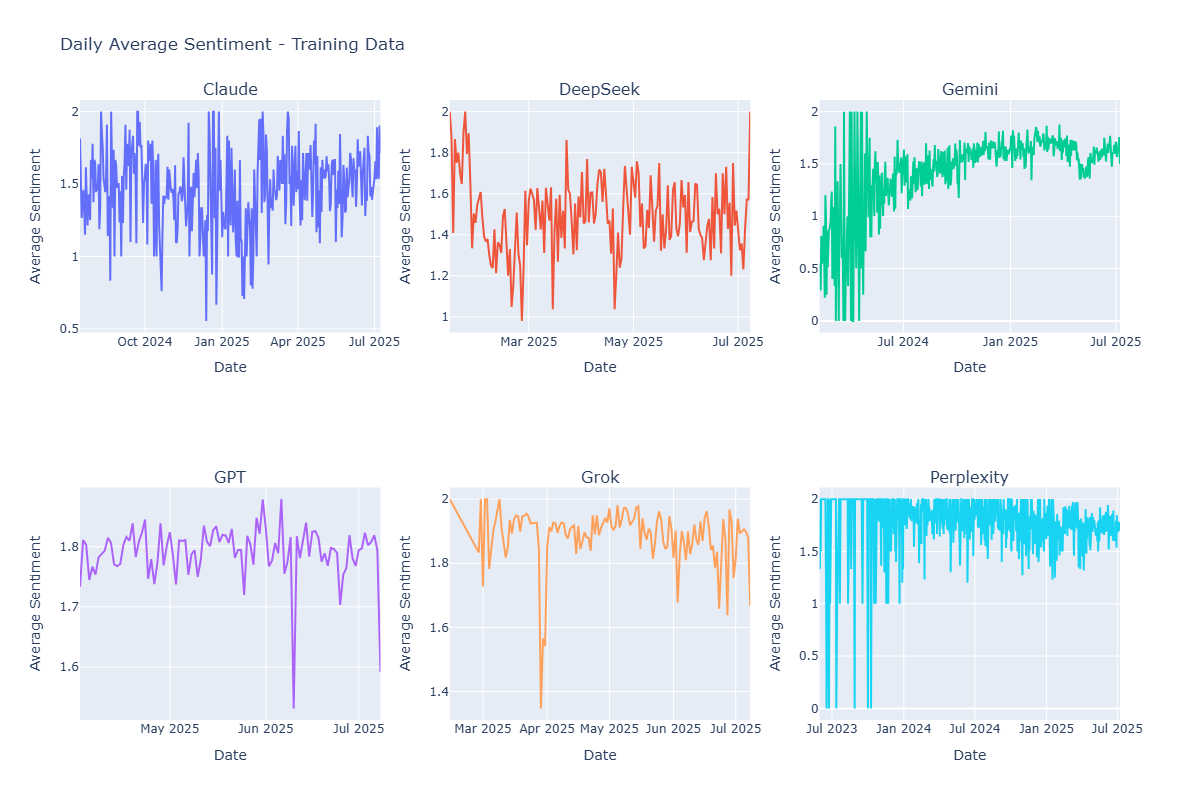 Daily Average Sentiment - Training Data
Claude
DeepSeek
Gemini
Average Sentiment
2
1.5
1
0.5
Oct 2024 Jan 2025 Apr 2025 Jul 2025
Date
Average Sentiment
2
1.8
1.6
1.4
1.2
1
Mar 2025 May 2025 Jul 2025
Date
Average Sentiment
2
1.5
1
0.5
0
Jul 2024 Jan 2025 Jul 2025
Date
GPT
Grok
Perplexity
Average Sentiment
1.8
1.7
1.6
May 2025 Jun 2025 Jul 2025
Date
Average Sentiment
2
1.8
1.6
1.4
Mar 2025 Apr 2025 May 2025 Jun 2025 Jul 2025
Date
Average Sentiment
2
1.5
1
0.5
0
Jul 2023 Jan 2024 Jul 2024 Jan 2025 Jul 2025
Date